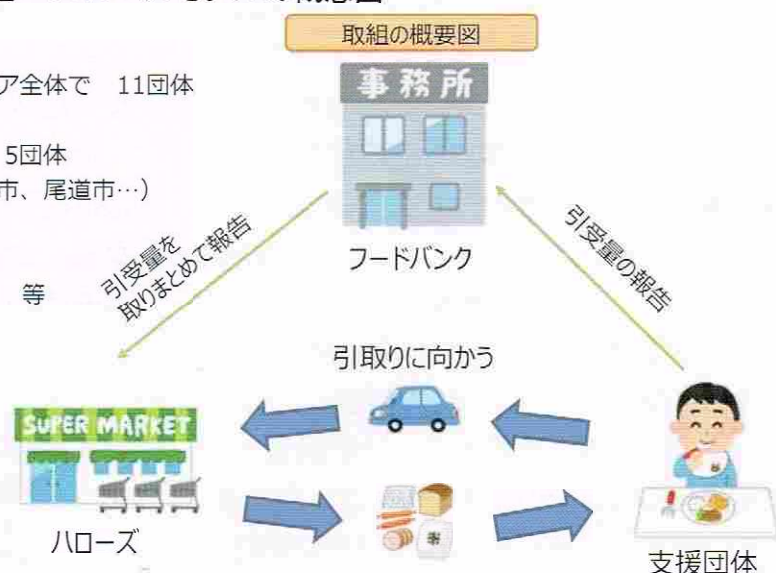 取組の概要図
ア全体で 11団体
5団体
市、尾道市…）
等
事務所
フードバンク
引受量を
取りまとめて報告
引受量の報告
引取りに向かう
SUPER MARKET
ハローズ
米
支援団体